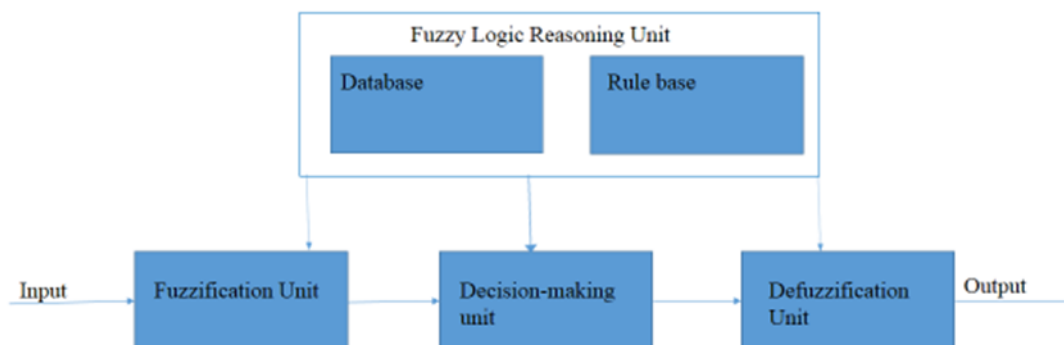 Fuzzy Logic Reasoning Unit
Database
Rule base
Input
Fuzzification Unit
Decision-making
unit
Defuzzification
Unit
Output